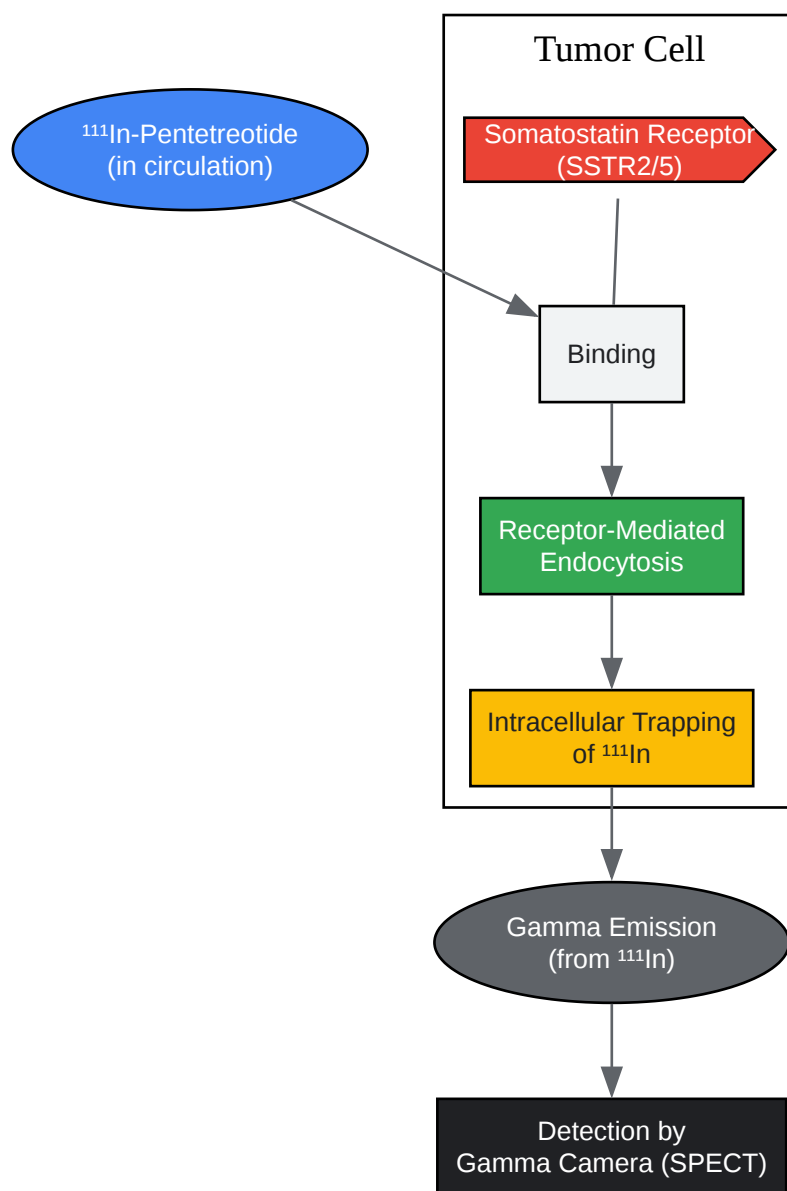 Tumor Cell
¹¹¹In-Pentetreotide
(in circulation)
Somatostatin Receptor
(SSTR2/5)
Binding
Receptor-Mediated
Endocytosis
Intracellular Trapping
of ¹¹¹In
Gamma Emission
(from ¹¹¹In)
Detection by
Gamma Camera (SPECT)